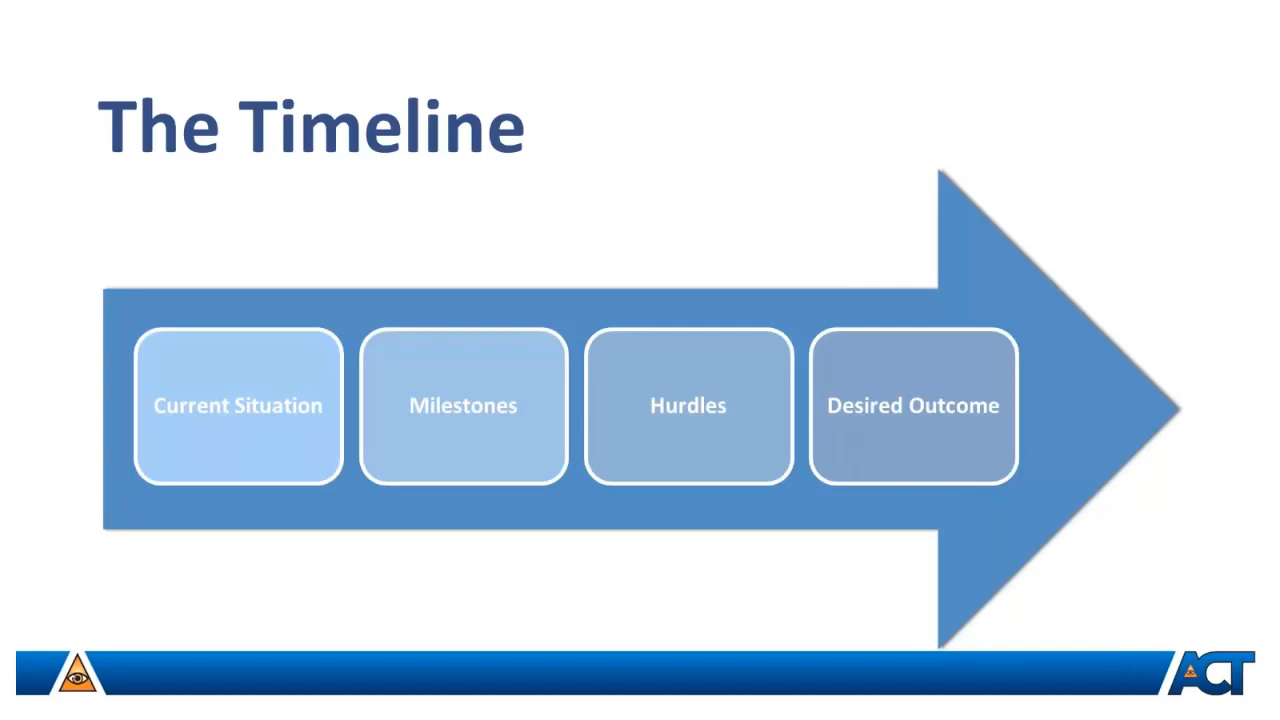 The Timeline
Current Situation
Milestones
Hurdles
Desired Outcome
ACT